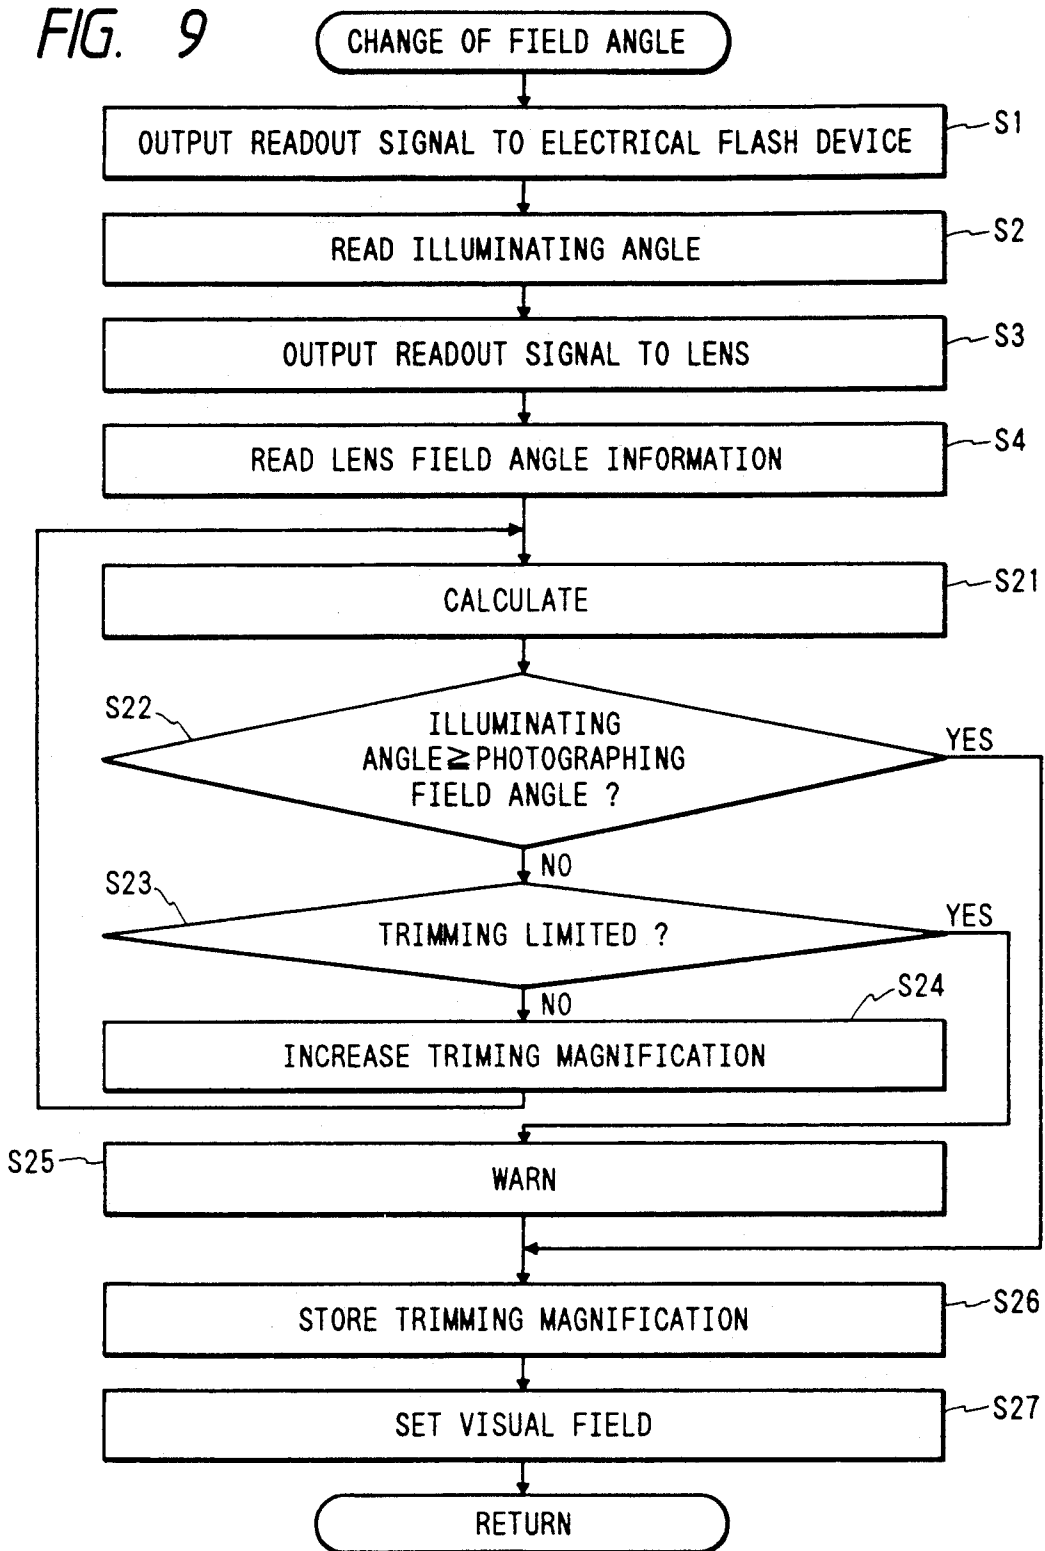 FIG. 9
CHANGE OF FIELD ANGLE
OUTPUT READOUT SIGNAL TO ELECTRICAL FLASH DEVICE
S1
READ ILLUMINATING ANGLE
S2
OUTPUT READOUT SIGNAL TO LENS
S3
READ LENS FIELD ANGLE INFORMATION
S4
CALCULATE
S21
S22
ILLUMINATING
ANGLE≧PHOTOGRAPHING
FIELD ANGLE ?
YES
NO
S23
TRIMMING LIMITED ?
YES
NO
S24
INCREASE TRIMING MAGNIFICATION
S25
WARN
STORE TRIMMING MAGNIFICATION
S26
SET VISUAL FIELD
S27
RETURN